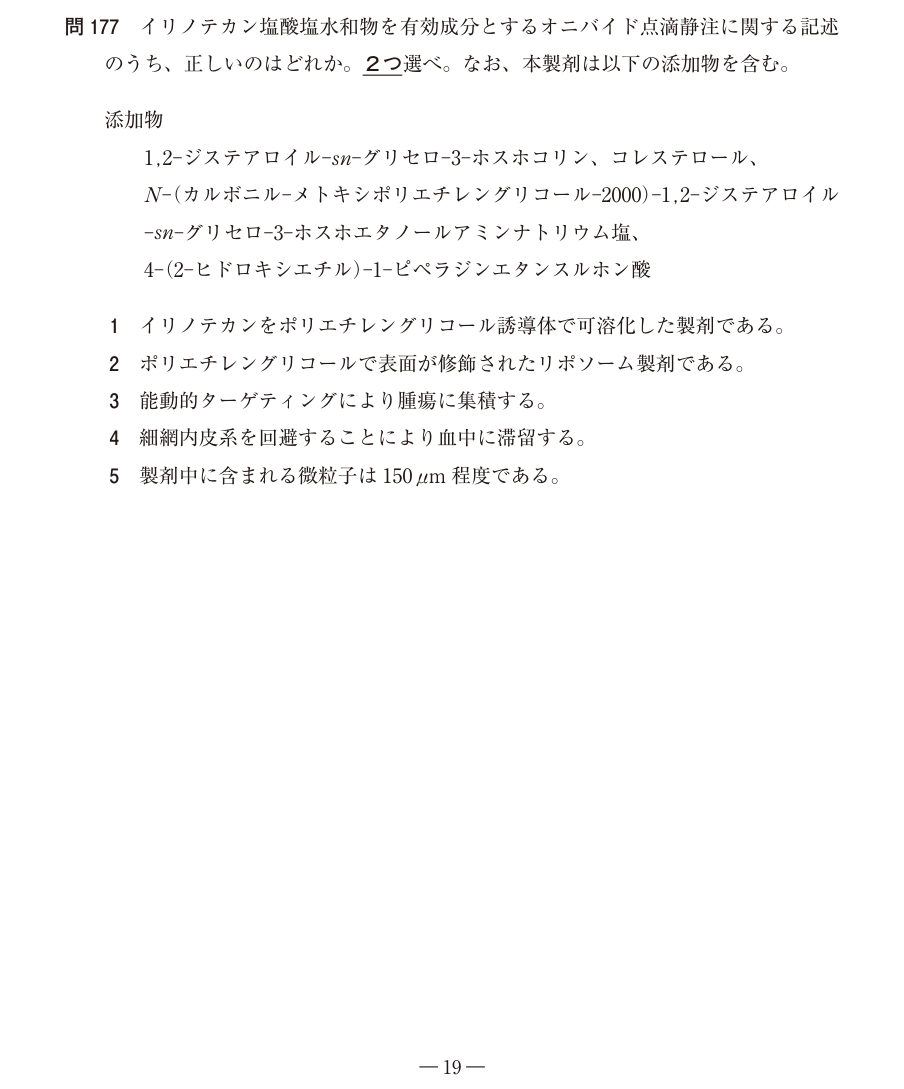 問 177 イリノテカン塩酸塩水和物を有効成分とするオニバイド点滴静注に関する記述
のうち、正しいのはどれか。2つ選べ。なお、本製剤は以下の添加物を含む。
添加物
1,2-ジステアロイル-sn-グリセロ-3-ホスホコリン、コレステロール、
N-(カルボニル-メトキシポリエチレングリコール-2000)-1,2-ジステアロイル
-sn-グリセロ-3-ホスホエタノールアミンナトリウム塩、
4-(2-ヒドロキシエチル)-1-ピペラジンエタンスルホン酸
1 イリノテカンをポリエチレングリコール誘導体で可溶化した製剤である。
2 ポリエチレングリコールで表面が修飾されたリポソーム製剤である。
3 能動的ターゲティングにより腫瘍に集積する。
4 細網内皮系を回避することにより血中に滞留する。
5 製剤中に含まれる微粒子は 150 μm 程度である。
— 19 —